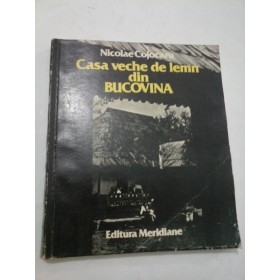 Nicolae Cojocaru
Casa veche de lemn
din
BUCOVINA
Editura Meridiane